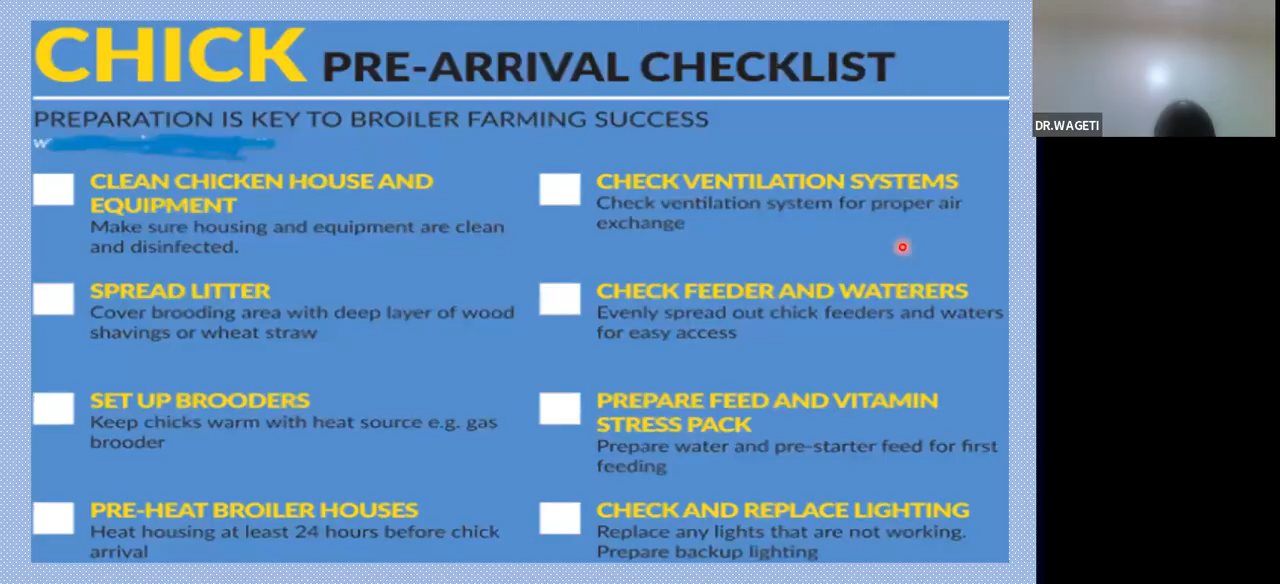 CHICK PRE-ARRIVAL CHECKLIST
PREPARATION IS KEY TO BROILER FARMING SUCCESS
CLEAN CHICKEN HOUSE AND
EQUIPMENT
Make sure housing and equipment are clean
and disinfected.
SPREAD LITTER
Cover brooding area with deep layer of wood
shavings or wheat straw
SET UP BROODERS
Keep chicks warm with heat source e.g. gas
brooder
PRE-HEAT BROILER HOUSES
Heat housing at least 24 hours before chick
arrival
CHECK VENTILATION SYSTEMS
Check ventilation system for proper air
exchange
CHECK FEEDER AND WATERERS
Evenly spread out chick feeders and waters
for easy access
PREPARE FEED AND VITAMIN
STRESS PACK
Prepare water and pre-starter feed for first
feeding
CHECK AND REPLACE LIGHTING
Replace any lights that are not working.
Prepare backup lighting
DR.WAGETI